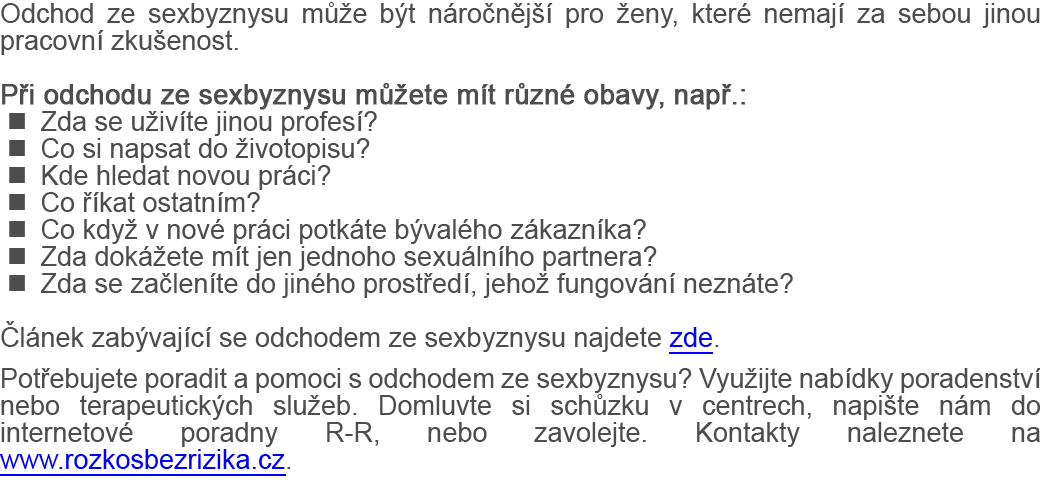 Odchod ze sexbyznysu může být náročnější pro ženy, které nemají za sebou jinou
pracovní zkušenost.
Při odchodu ze sexbyznysu můžete mít různé obavy, např.:
■ Zda se uživíte jinou profesí?
■ Co si napsat do životopisu?
■ Kde hledat novou práci?
■ Co říkat ostatním?
■ Co když v nové práci potkáte bývalého zákazníka?
■ Zda dokážete mít jen jednoho sexuálního partnera?
■ Zda se začleníte do jiného prostředí, jehož fungování neznáte?
Článek zabývající se odchodem ze sexbyznysu najdete zde.
Potřebujete poradit a pomoci s odchodem ze sexbyznysu? Využijte nabídky poradenství
nebo terapeutických služeb. Domluvte si schůzku v centrech, napište nám do
internetové poradny R-R, nebo zavolejte. Kontakty naleznete na
www.rozkosbezrizika.cz.